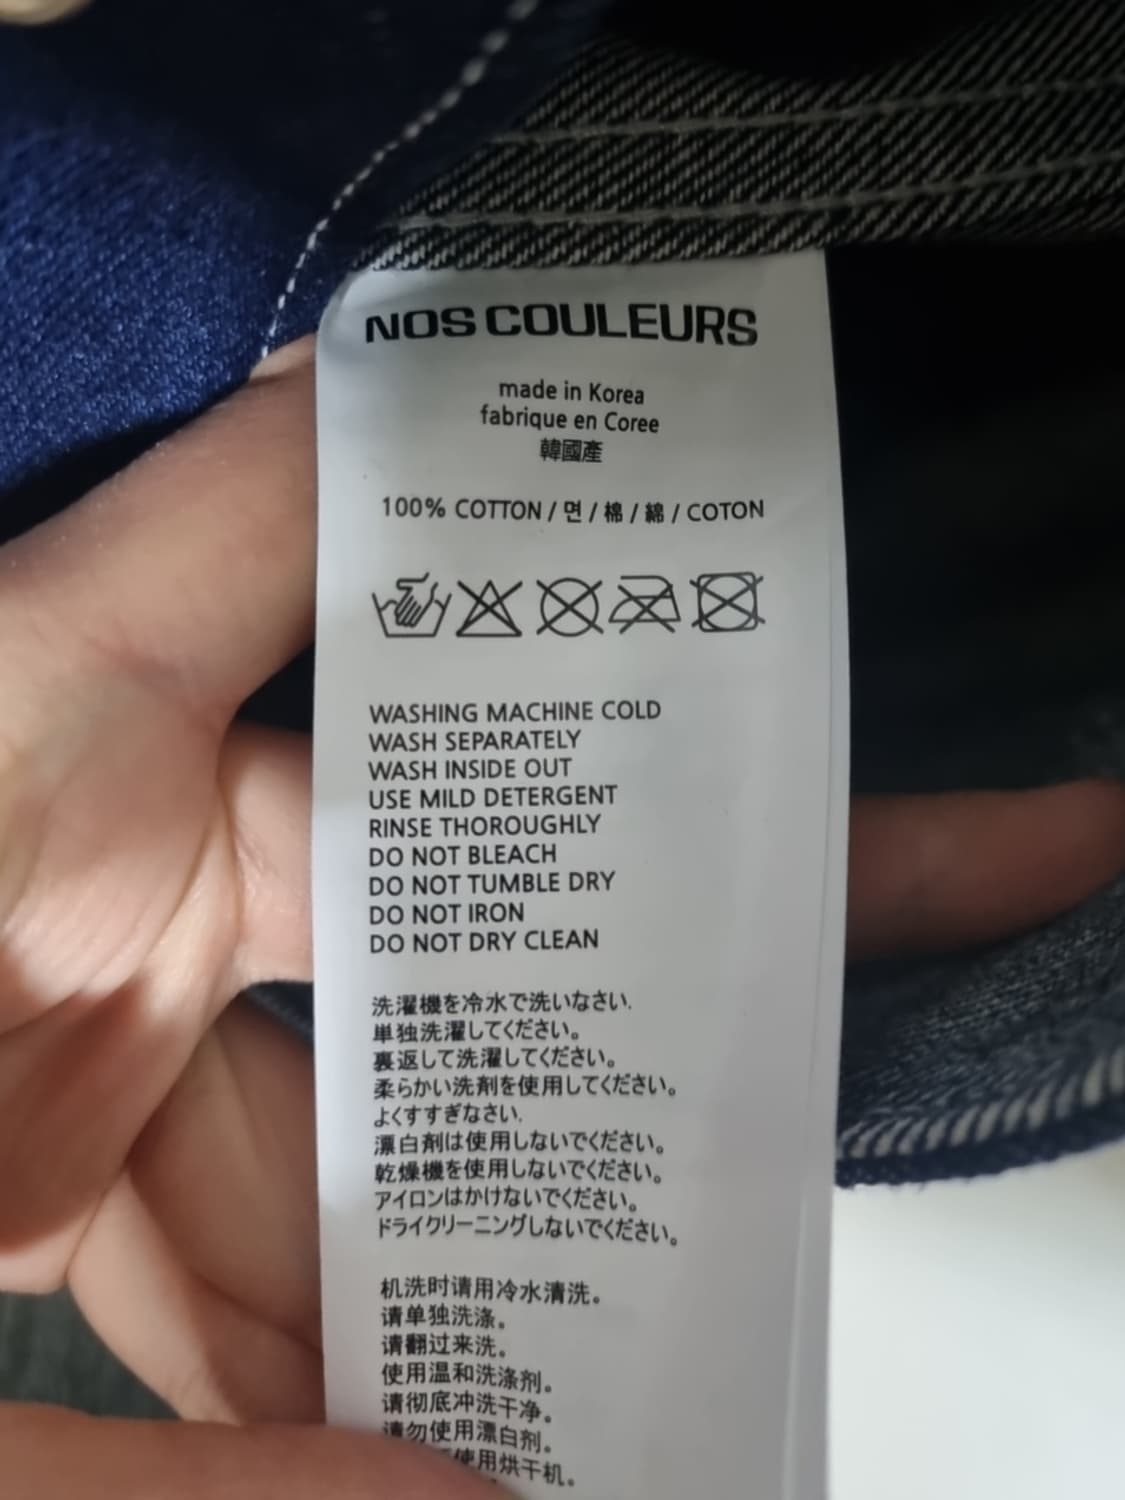 NOS COULEURS
made in Korea
fabrique en Coree
韓國產
100% COTTON / 면 / 棉 / 綿 / COTON
WASHING MACHINE COLD
WASH SEPARATELY
WASH INSIDE OUT
USE MILD DETERGENT
RINSE THOROUGHLY
DO NOT BLEACH
DO NOT TUMBLE DRY
DO NOT IRON
DO NOT DRY CLEAN
洗濯機を冷水で洗いなさい.
単独洗濯してください。
裏返して洗濯してください。
柔らかい洗剤を使用してください。
よくすすぎなさい.
漂白剤は使用しないでください。
乾燥機を使用しないでください。
アイロンはかけないでください。
ドライクリーニングしないでください。
机洗时请用冷水清洗。
请单独洗涤。
请翻过来洗。
使用温和洗涤剂。
请彻底冲洗干净。
请勿使用漂白剂。
使用烘干机。